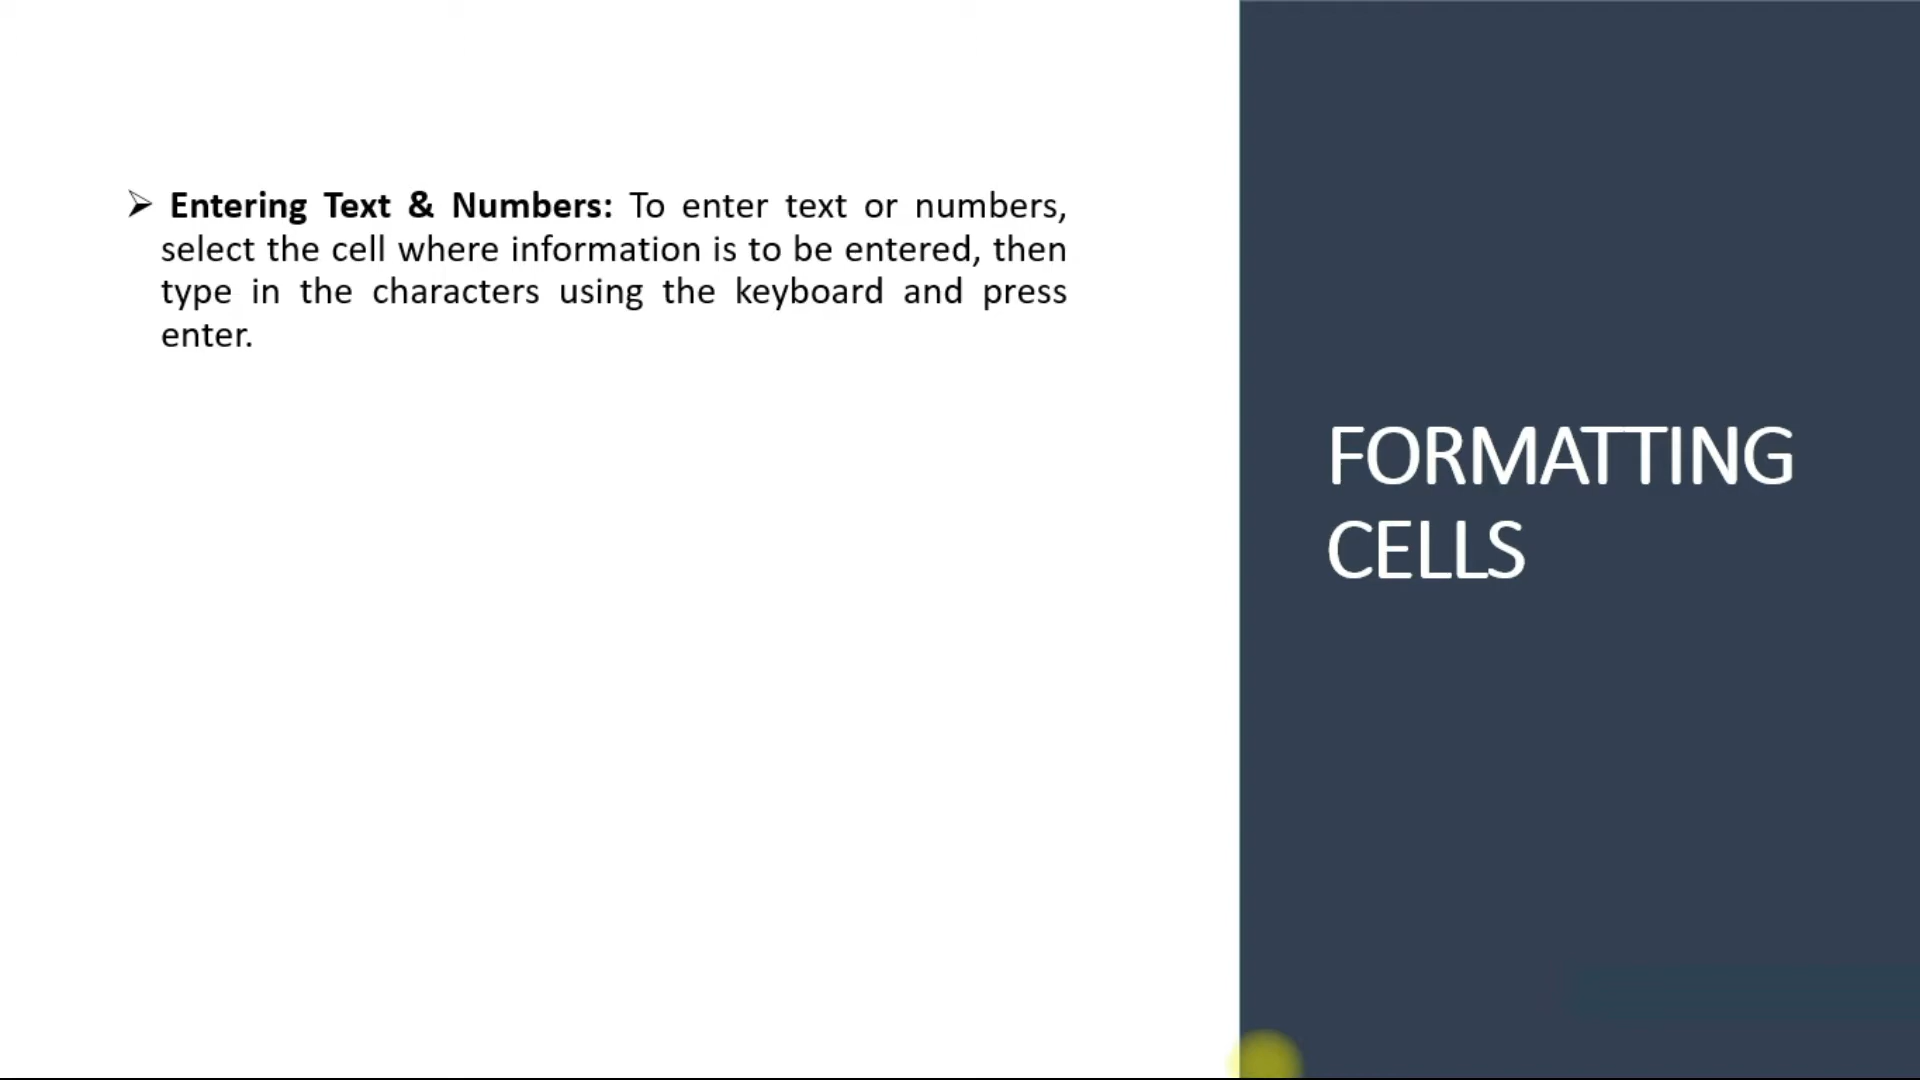 ➢ Entering Text & Numbers: To enter text or numbers,
select the cell where information is to be entered, then
type in the characters using the keyboard and press
enter.
FORMATTING
CELLS